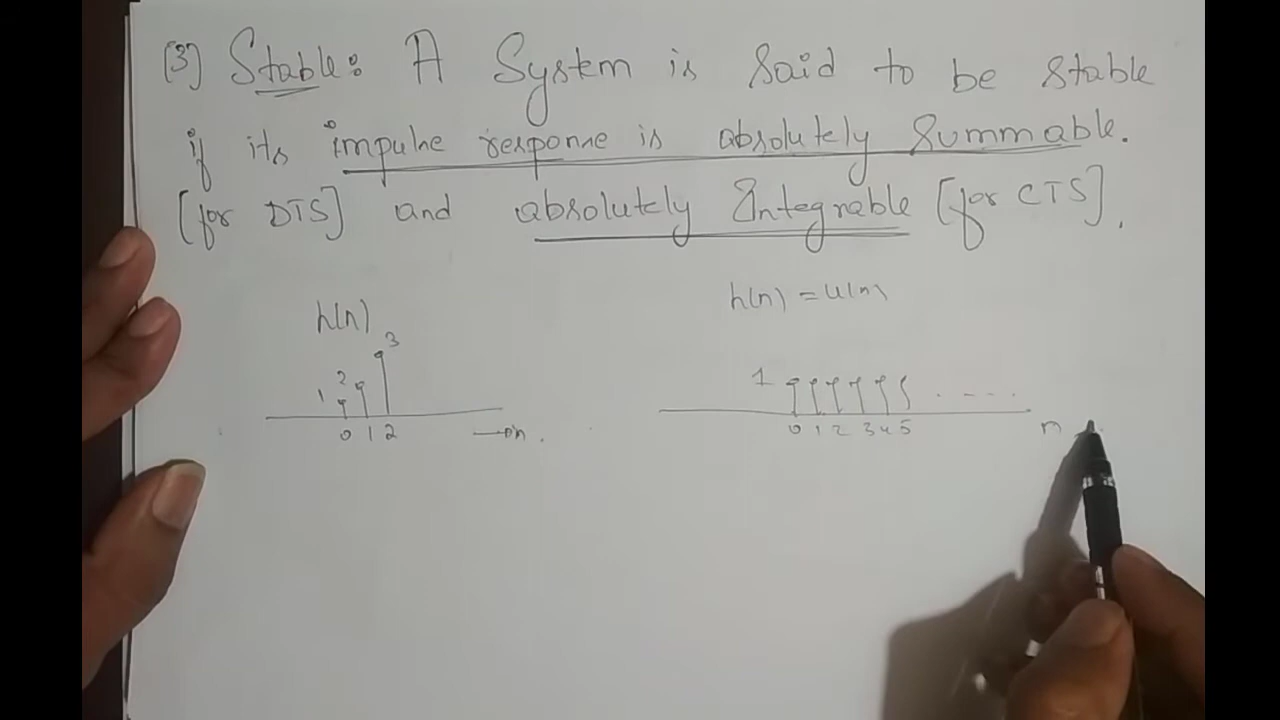 (3) Stable: A System is said to be stable
if its impulse response is absolutely Summable.
[for DTS] and absolutely Integrable [for CTS].
h(n)
h(n) = u(n)
1 2 3
1
0 1 2 → n.
0 1 2 3 4 5 . - - - . n